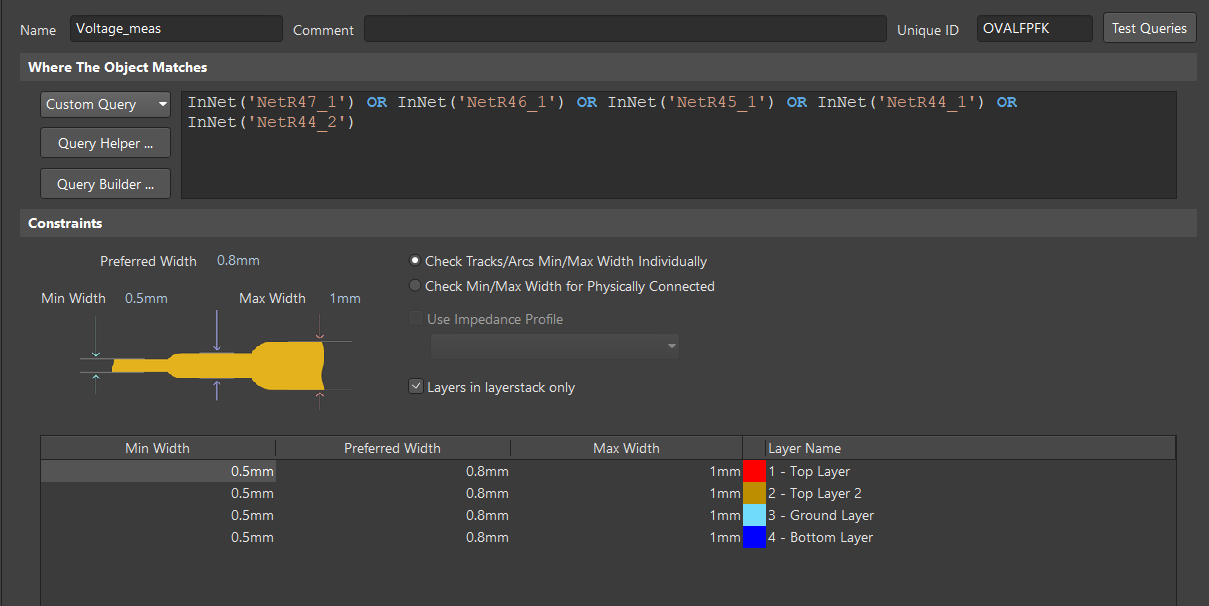 Name Voltage_meas Comment Unique ID OVALFPFK Test Queries
Where The Object Matches
Custom Query
Query Helper ...
Query Builder ...
InNet('NetR47_1') OR InNet('NetR46_1') OR InNet('NetR45_1') OR InNet('NetR44_1') OR
InNet('NetR44_2')
Constraints
Preferred Width 0.8mm
Min Width 0.5mm Max Width 1mm
Check Tracks/Arcs Min/Max Width Individually
Check Min/Max Width for Physically Connected
Use Impedance Profile
Layers in layerstack only
Min Width Preferred Width Max Width Layer Name
0.5mm 0.8mm 1mm 1 - Top Layer
0.5mm 0.8mm 1mm 2 - Top Layer 2
0.5mm 0.8mm 1mm 3 - Ground Layer
0.5mm 0.8mm 1mm 4 - Bottom Layer